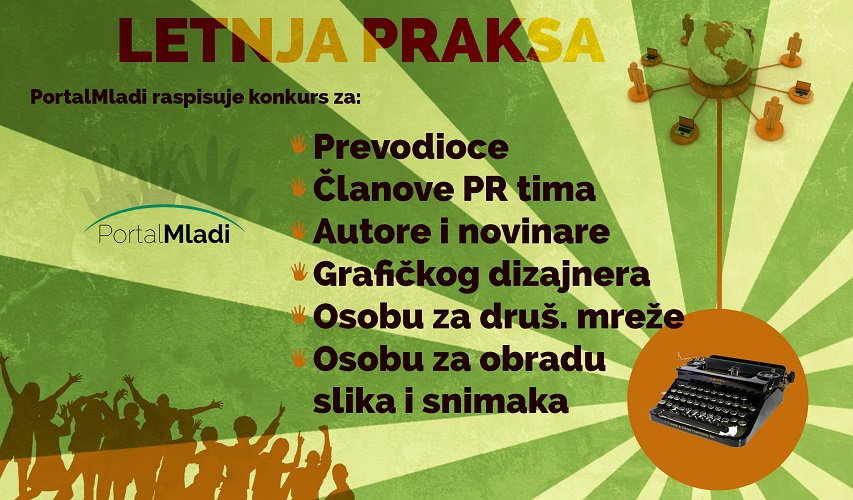 LETNJA PRAKSA
PortalMladi raspisuje konkurs za:
Prevodioce
Članove PR tima
PortalMladi
Autore i novinare
Grafičkog dizajnera
Osobu za druš. mreže
Osobu za obradu
slika i snimaka